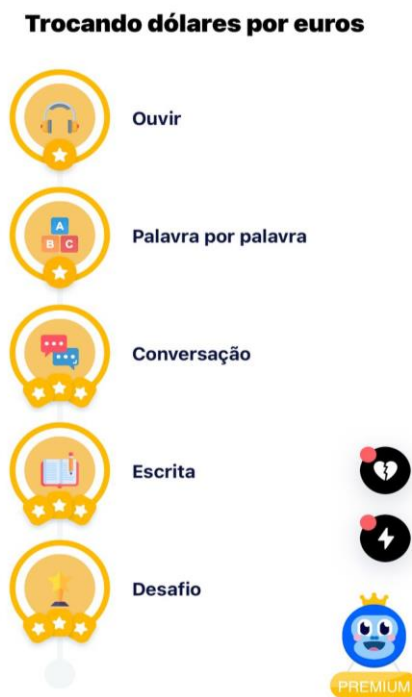 Trocando dólares por euros
Ouvir
A
B C
Palavra por palavra
Conversação
Escrita
Desafio
PREMIUM